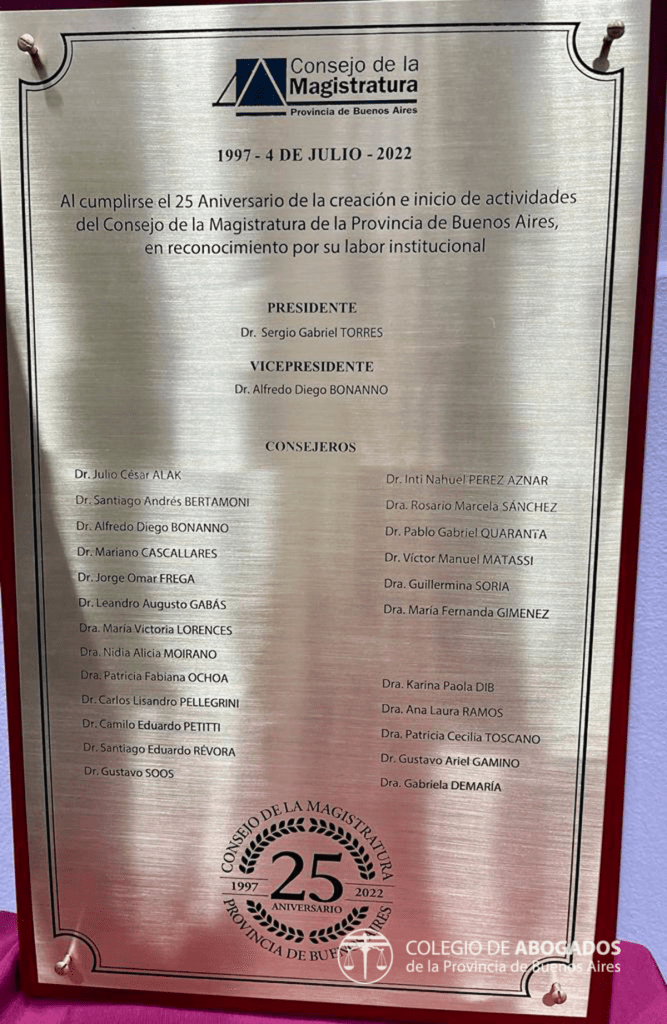 Consejo de la
Magistratura
Provincia de Buenos Aires
1997 - 4 DE JULIO - 2022
Al cumplirse el 25 Aniversario de la creación e inicio de actividades
del Consejo de la Magistratura de la Provincia de Buenos Aires,
en reconocimiento por su labor institucional
PRESIDENTE
Dr. Sergio Gabriel TORRES
VICEPRESIDENTE
Dr. Alfredo Diego BONANNO
CONSEJEROS
Dr. Julio César ALAK
Dr. Santiago Andrés BERTAMONI
Dr. Alfredo Diego BONANNO
Dr. Mariano CASCALLARES
Dr. Jorge Omar FREGA
Dr. Leandro Augusto GABÁS
Dra. María Victoria LORENCES
Dra. Nidia Alicia MOIRANO
Dra. Patricia Fabiana OCHOA
Dr. Carlos Lisandro PELLEGRINI
Dr. Camilo Eduardo PETITTI
Dr. Santiago Eduardo RÉVORA
Dr. Gustavo SOOS
Dr. Inti Nahuel PEREZ AZNAR
Dra. Rosario Marcela SÁNCHEZ
Dr. Pablo Gabriel QUARANTA
Dr. Víctor Manuel MATASSI
Dra. Guillermina SORIA
Dra. María Fernanda GIMENEZ
Dra. Karina Paola DIB
Dra. Ana Laura RAMOS
Dra. Patricia Cecilia TOSCANO
Dr. Gustavo Ariel GAMINO
Dra. Gabriela DEMARÍA
CONSEJO DE LA MAGISTRATURA
1997 25 2022
ANIVERSARIO
PROVINCIA DE BUENOS AIRES
COLEGIO DE ABOGADOS
de la Provincia de Buenos Aires